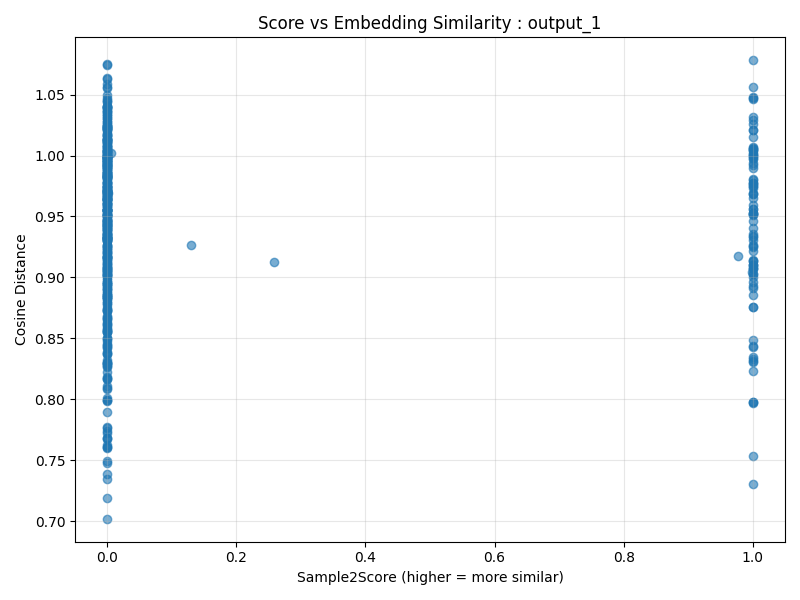 Score vs Embedding Similarity : output_1
Cosine Distance
1.05
1.00
0.95
0.90
0.85
0.80
0.75
0.70
0.0 0.2 0.4 0.6 0.8 1.0
Sample2Score (higher = more similar)